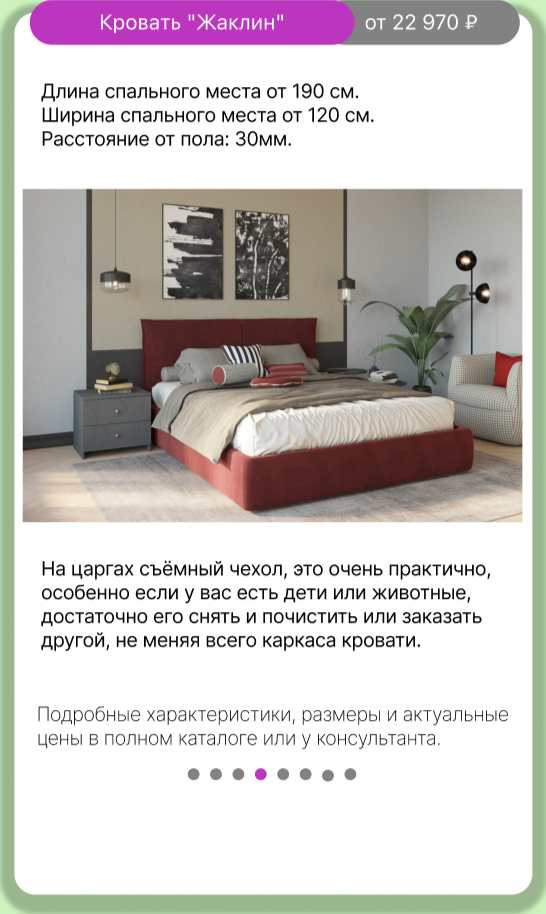 Кровать "Жаклин" от 22 970 ₽
Длина спального места от 190 см.
Ширина спального места от 120 см.
Расстояние от пола: 30мм.
На царгах съёмный чехол, это очень практично,
особенно если у вас есть дети или животные,
достаточно его снять и почистить или заказать
другой, не меняя всего каркаса кровати.
Подробные характеристики, размеры и актуальные
цены в полном каталоге или у консультанта.